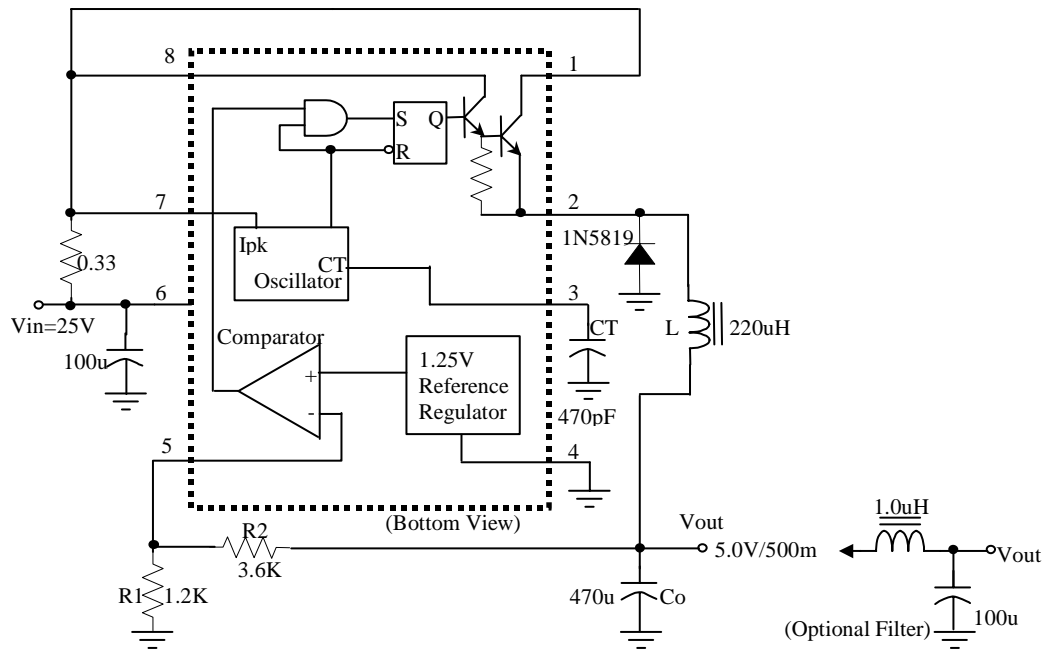 8
1
S
Q
R
7
2
Ipk
1N5819
0.33
CT
Oscillator
6
3
Vin=25V
CT
L
220uH
Comparator
100u
1.25V
+
Reference
-
Regulator
470pF
5
4
(Bottom View)
1.0uH
R2
Vout
5.0V/500m
Vout
3.6K
R1
1.2K
470u
Co
100u
(Optional Filter)